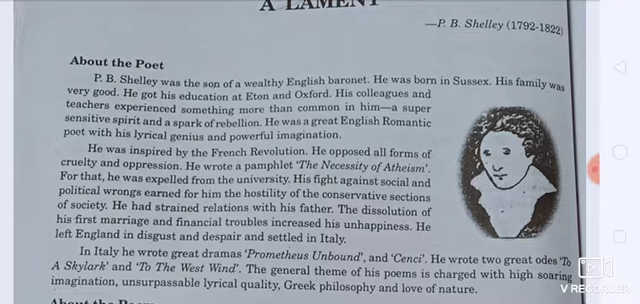 A LAMENT
—P. B. Shelley (1792-1822)
About the Poet
P. B. Shelley was the son of a wealthy English baronet. He was born in Sussex. His family was
very good. He got his education at Eton and Oxford. His colleagues and
teachers experienced something more than common in him—a super
sensitive spirit and a spark of rebellion. He was a great English Romantic
poet with his lyrical genius and powerful imagination.
He was inspired by the French Revolution. He opposed all forms of
cruelty and oppression. He wrote a pamphlet 'The Necessity of Atheism'.
For that, he was expelled from the university. His fight against social and
political wrongs earned for him the hostility of the conservative sections
of society. He had strained relations with his father. The dissolution of
his first marriage and financial troubles increased his unhappiness. He
left England in disgust and despair and settled in Italy.
In Italy he wrote great dramas 'Prometheus Unbound', and 'Cenci'. He wrote two great odes 'To
A Skylark' and 'To The West Wind'. The general theme of his poems is charged with high soaring
imagination, unsurpassable lyrical quality, Greek philosophy and love of nature.
About the Poem
V RECORDER